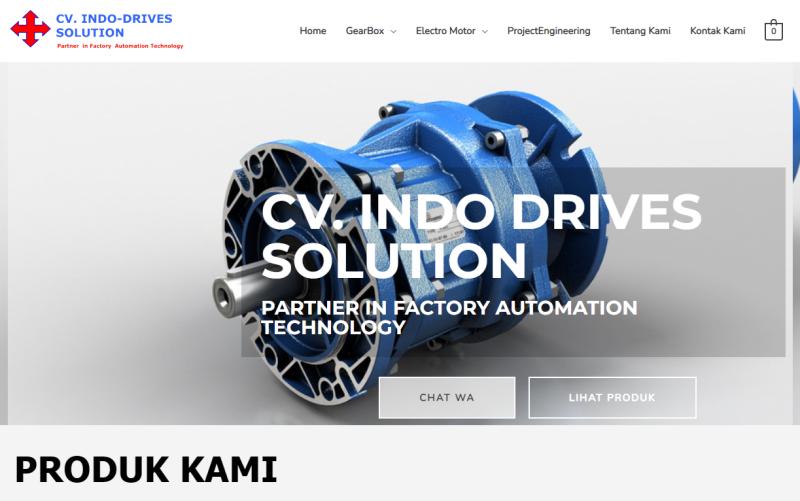 CV. INDO-DRIVES
SOLUTION
Partner in Factory Automation Technology
Home
GearBox
Electro Motor
ProjectEngineering
Tentang Kami
Kontak Kami
0
CV. INDO DRIVES
SOLUTION
PARTNER IN FACTORY AUTOMATION
TECHNOLOGY
CHAT WA
LIHAT PRODUK
PRODUK KAMI